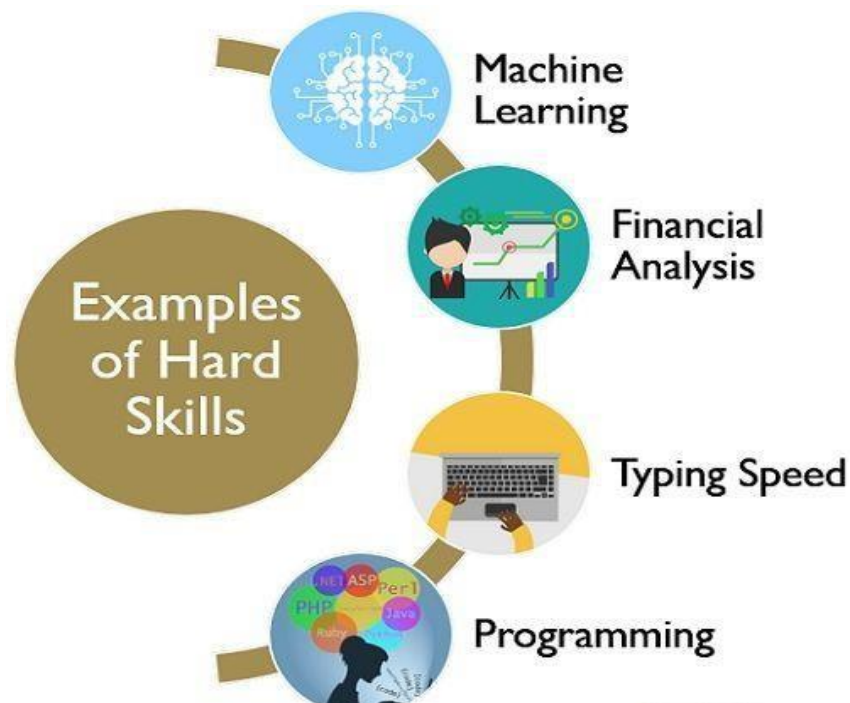 Examples
of Hard
Skills
Machine
Learning
Financial
Analysis
Typing Speed
Programming
.NET
ASP
Perl
PHP
Java
Ruby